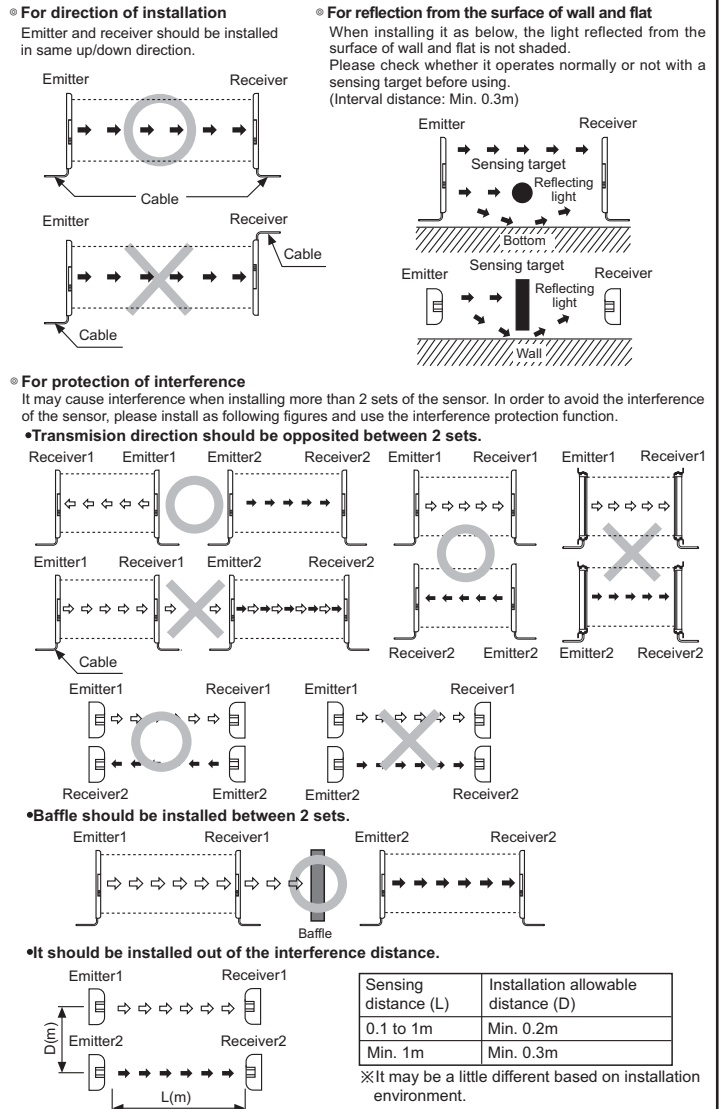 ◎ For direction of installation
Emitter and receiver should be installed
in same up/down direction.
Emitter Receiver
Cable
Emitter Receiver
Cable
Cable
◎ For reflection from the surface of wall and flat
When installing it as below, the light reflected from the
surface of wall and flat is not shaded.
Please check whether it operates normally or not with a
sensing target before using.
(Interval distance: Min. 0.3m)
Emitter Receiver
Sensing target
Reflecting
light
Bottom
Sensing target
Emitter Receiver
Reflecting
light
Wall
◎ For protection of interference
It may cause interference when installing more than 2 sets of the sensor. In order to avoid the interference
of the sensor, please install as following figures and use the interference protection function.
•Transmision direction should be opposited between 2 sets.
Receiver1 Emitter1 Emitter2 Receiver2 Emitter1 Receiver1 Emitter1 Receiver1
Emitter1 Receiver1 Emitter2 Receiver2
Receiver2 Emitter2 Emitter2 Receiver2
Cable
Emitter1 Receiver1 Emitter1 Receiver1
Receiver2 Emitter2 Emitter2 Receiver2
•Baffle should be installed between 2 sets.
Emitter1 Receiver1 Emitter2 Receiver2
Baffle
•It should be installed out of the interference distance.
Emitter1 Receiver1
Emitter2 Receiver2
D(m)
L(m)
Sensing
distance (L)
Installation allowable
distance (D)
0.1 to 1m Min. 0.2m
Min. 1m Min. 0.3m
※It may be a little different based on installation
environment.